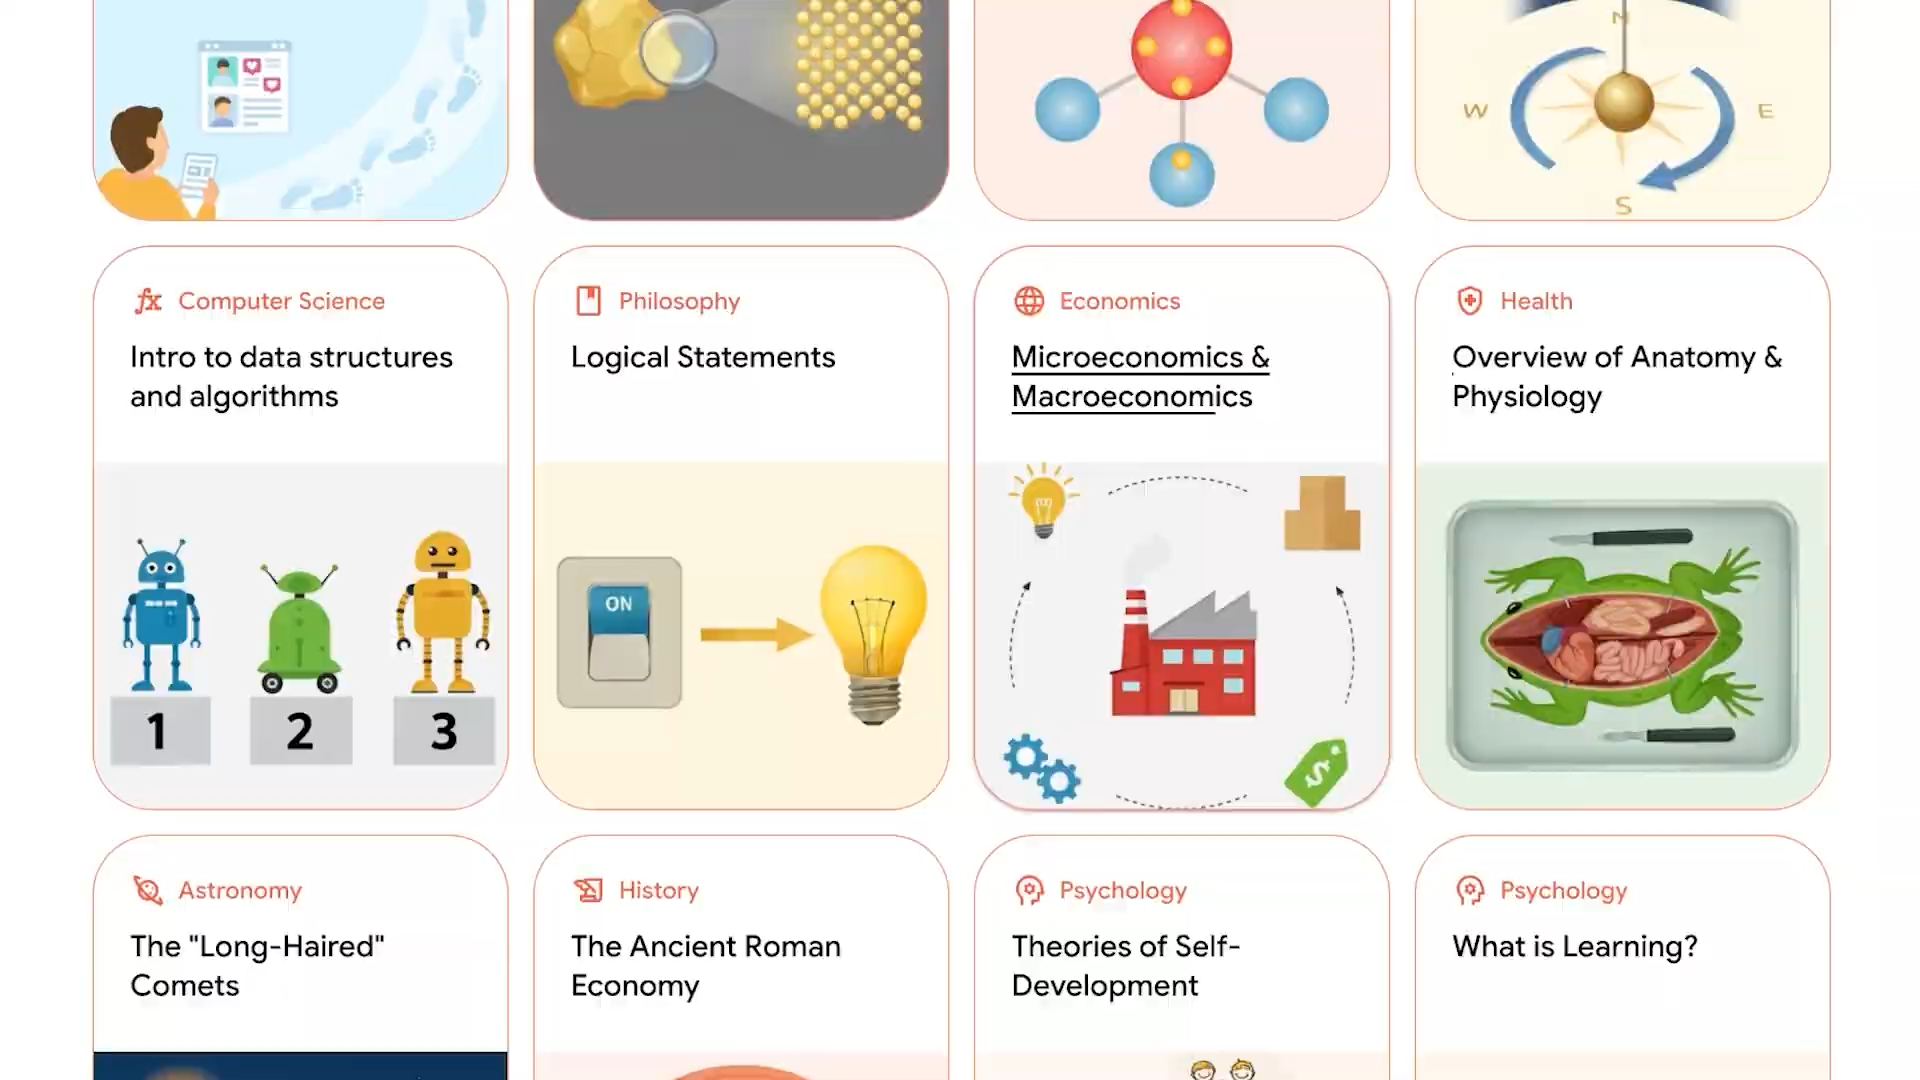 N
W
E
S
Computer Science
Intro to data structures
and algorithms
1
2
3
Philosophy
Logical Statements
ON
Economics
Microeconomics &
Macroeconomics
$
Health
Overview of Anatomy &
Physiology
Astronomy
The "Long-Haired"
Comets
History
The Ancient Roman
Economy
Psychology
Theories of Self-
Development
Psychology
What is Learning?